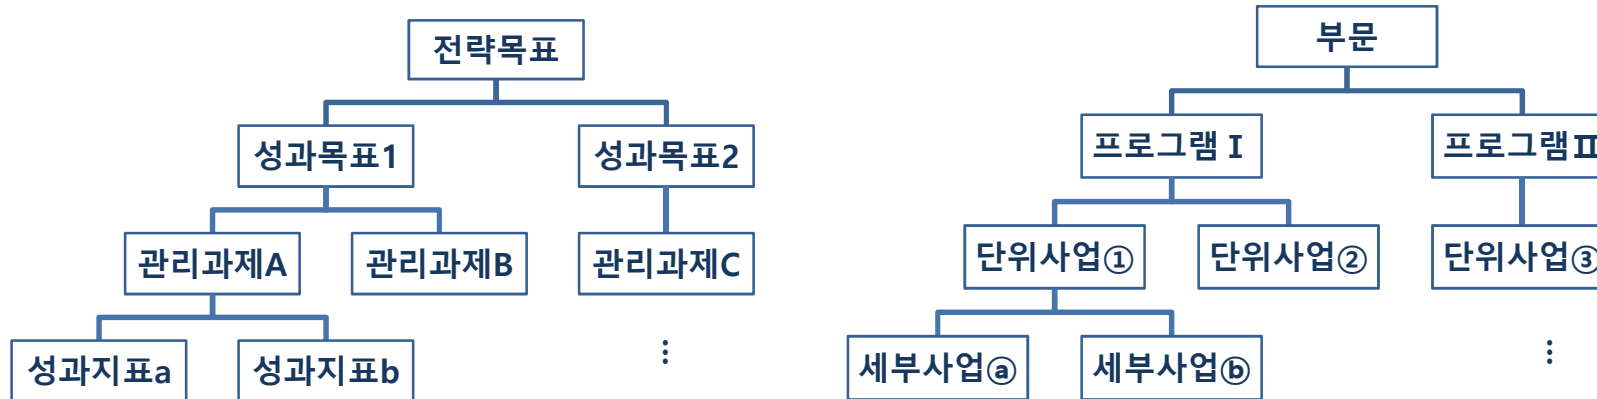 전략목표
성과목표1
성과목표2
관리과제A
관리과제B
관리과제C
성과지표a
성과지표b
⋮
부문
프로그램Ⅰ
프로그램Ⅱ
단위사업①
단위사업②
단위사업③
세부사업ⓐ
세부사업ⓑ
⋮